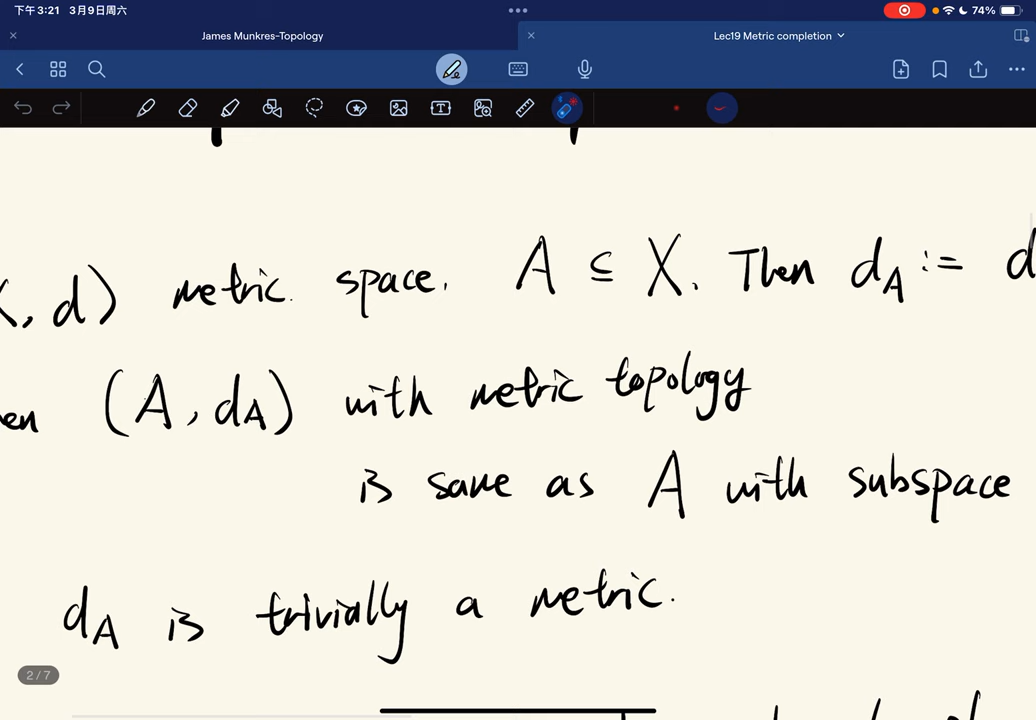 下午3:21 3月9日周六
74%
James Munkres-Topology
Lec19 Metric completion
, d) metric space. A ⊆ X. Then d_A := d
en (A, d_A) with metric topology
is same as A with subspace
d_A is trivially a metric.
2 / 7